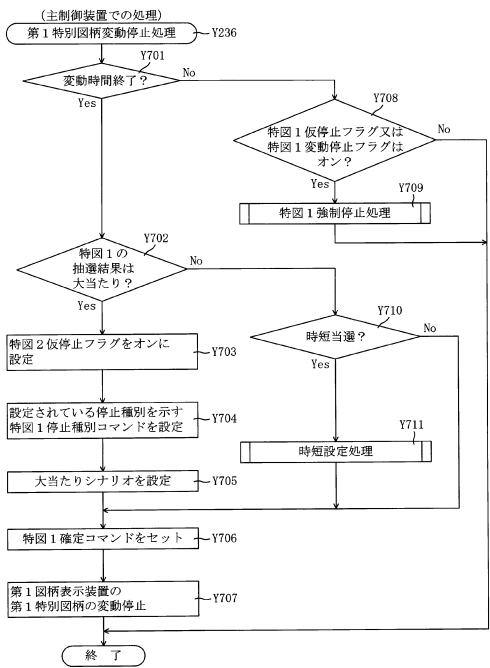 (主制御装置での処理)
第1特別図柄変動停止処理
Y236
Y701
変動時間終了？
No
Yes
Y708
特図1仮停止フラグ又は
特図1変動停止フラグは
オン？
No
Yes
Y709
特図1強制停止処理
Y702
特図1の
抽選結果は
大当たり？
No
Yes
Y710
時短当選？
No
Yes
特図2仮停止フラグをオンに
設定
Y703
設定されている停止種別を示す
特図1停止種別コマンドを設定
Y704
Y711
時短設定処理
大当たりシナリオを設定
Y705
特図1確定コマンドをセット
Y706
第1図柄表示装置の
第1特別図柄の変動停止
Y707
終了